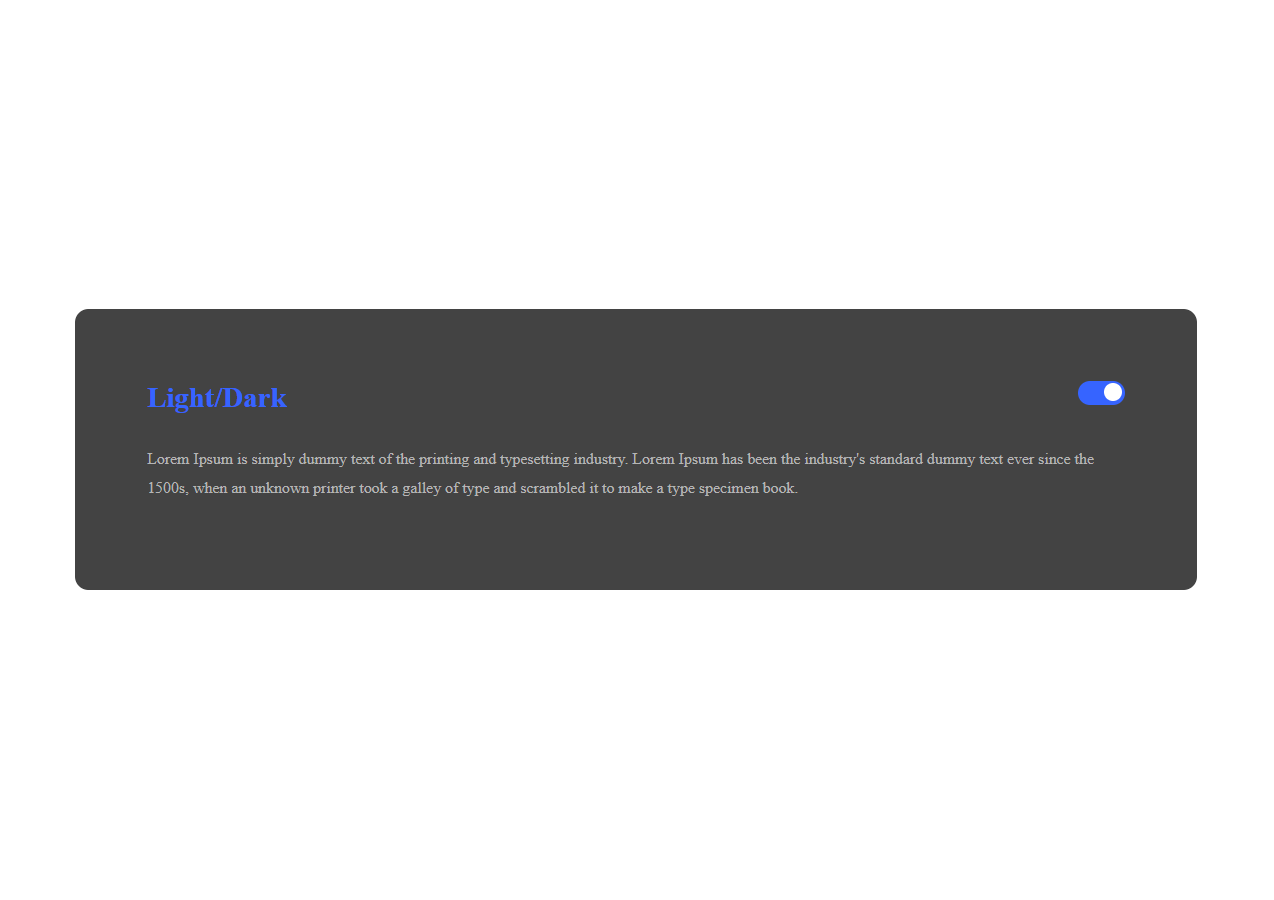 Light/Dark
Lorem Ipsum is simply dummy text of the printing and typesetting industry. Lorem Ipsum has been the industry's standard dummy text ever since the
1500s, when an unknown printer took a galley of type and scrambled it to make a type specimen book.